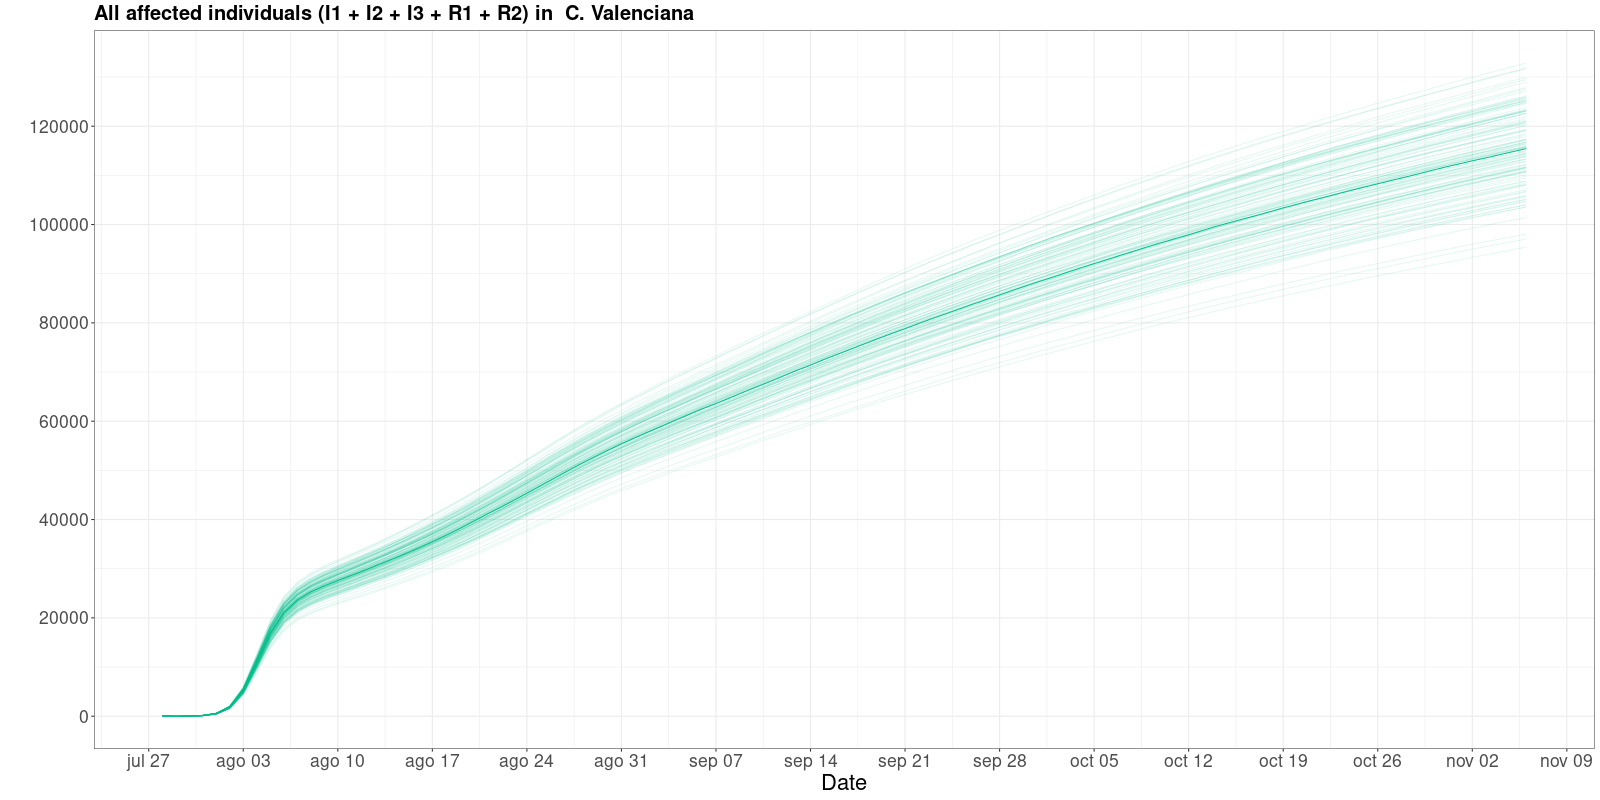 All affected individuals (I1 + I2 + I3 + R1 + R2) in  C. Valenciana
120000
100000
80000
60000
40000
20000
0
jul 27 ago 03 ago 10 ago 17 ago 24 ago 31 sep 07 sep 14 sep 21 sep 28 oct 05 oct 12 oct 19 oct 26 nov 02 nov 09
Date